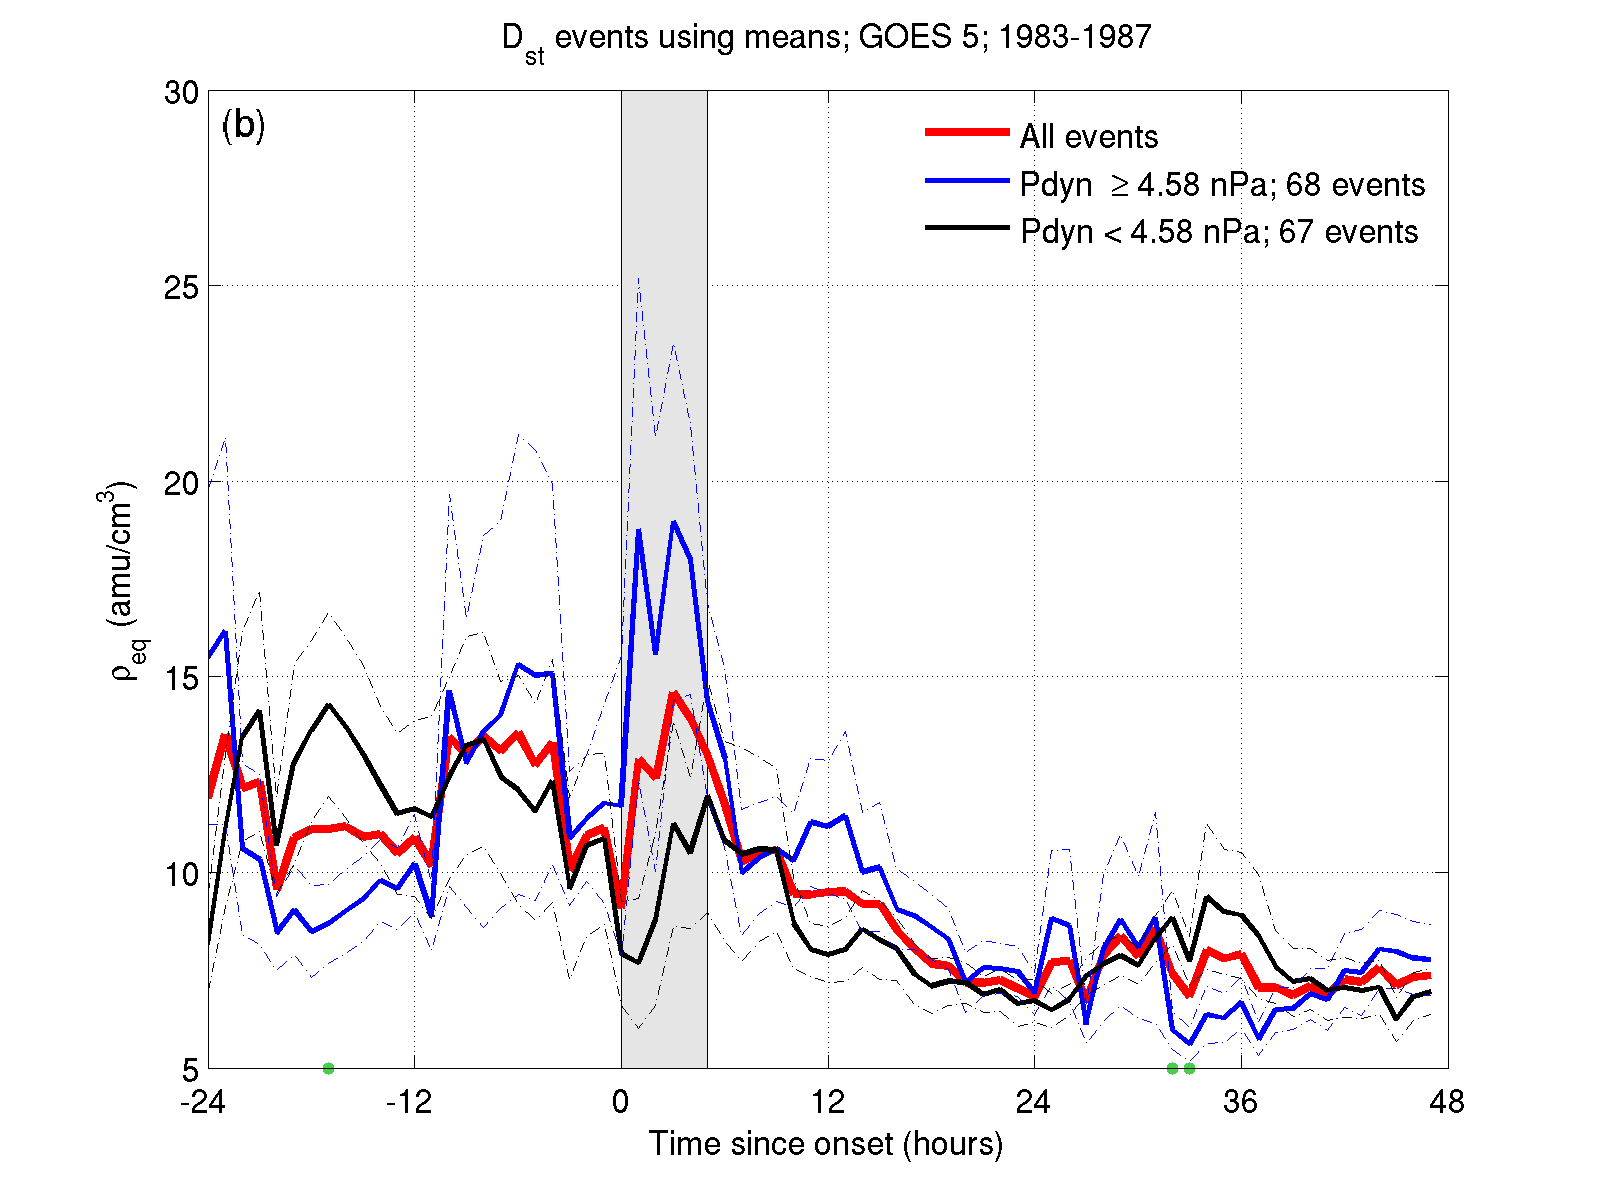 D_st events using means; GOES 5; 1983-1987
(b)
All events
Pdyn ≥ 4.58 nPa; 68 events
Pdyn < 4.58 nPa; 67 events
30
25
20
15
10
5
ρ_eq (amu/cm³)
-24 -12 0 12 24 36 48
Time since onset (hours)